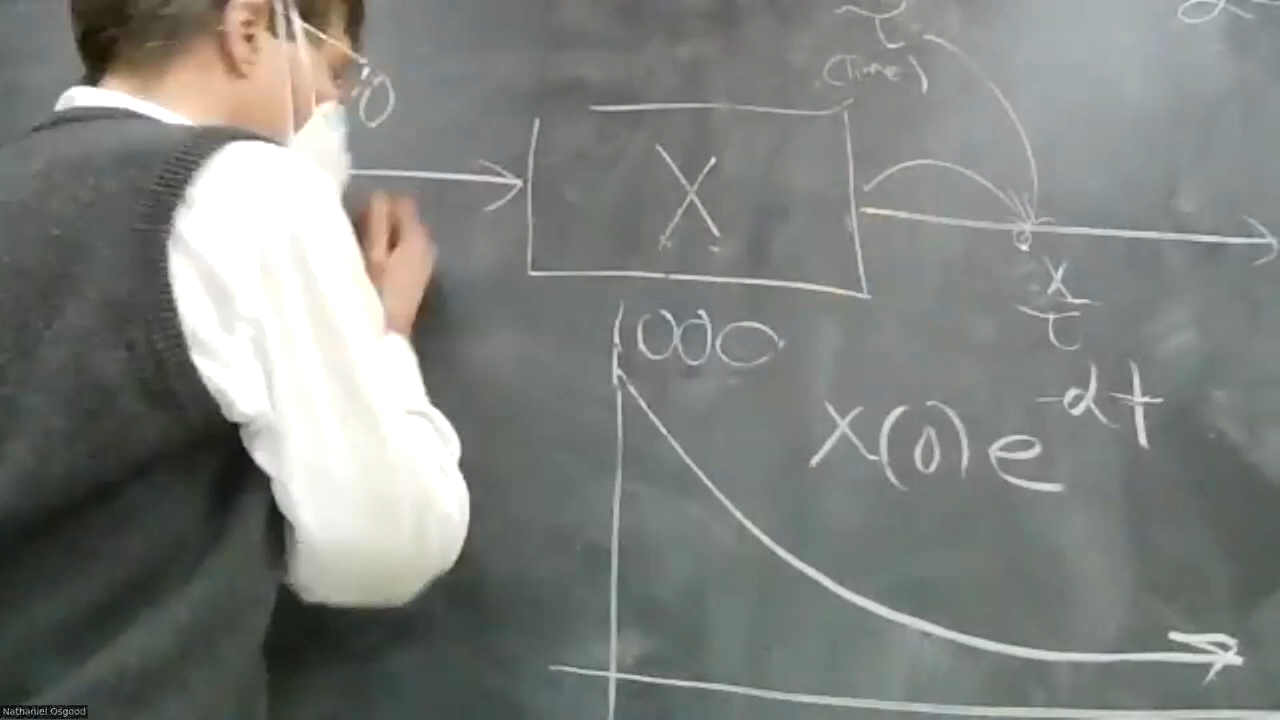 τ
(Time)
0
X
X
τ
1000
X(0)e^-αt
Nathaniel Osgood